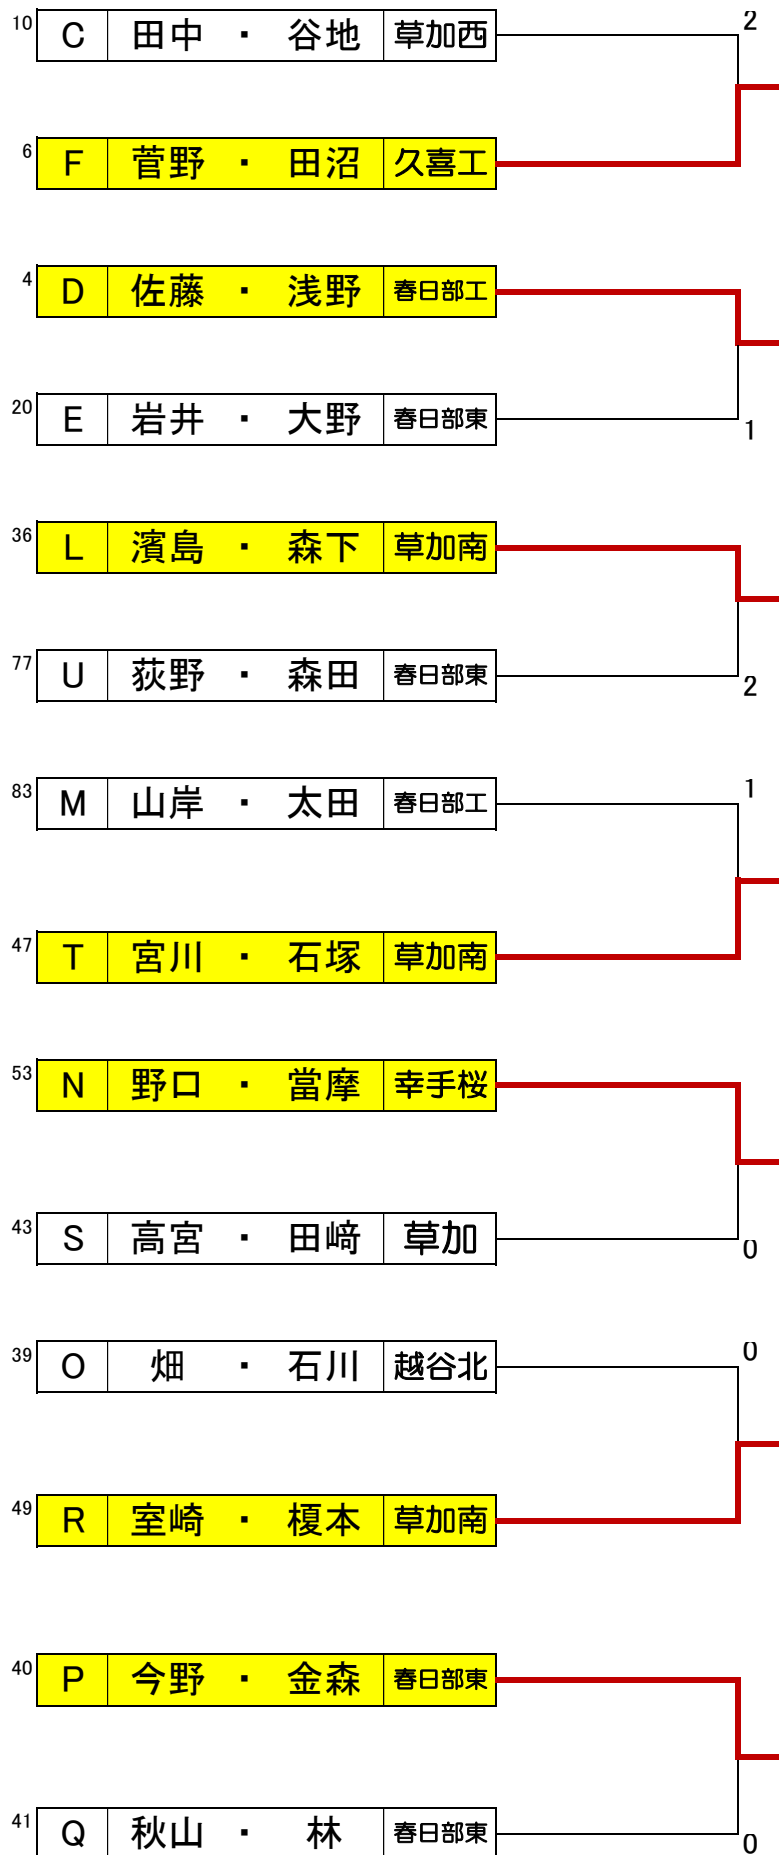 10 C 田中 ・ 谷地 草加西 2
6 F 菅野 ・ 田沼 久喜工
4 D 佐藤 ・ 浅野 春日部工
20 E 岩井 ・ 大野 春日部東 1
36 L 濱島 ・ 森下 草加南
77 U 荻野 ・ 森田 春日部東 2
83 M 山岸 ・ 太田 春日部工 1
47 T 宮川 ・ 石塚 草加南
53 N 野口 ・ 當摩 幸手桜
43 S 高宮 ・ 田﨑 草加 0
39 O 畑 ・ 石川 越谷北 0
49 R 室崎 ・ 榎本 草加南
40 P 今野 ・ 金森 春日部東
41 Q 秋山 ・ 林 春日部東 0